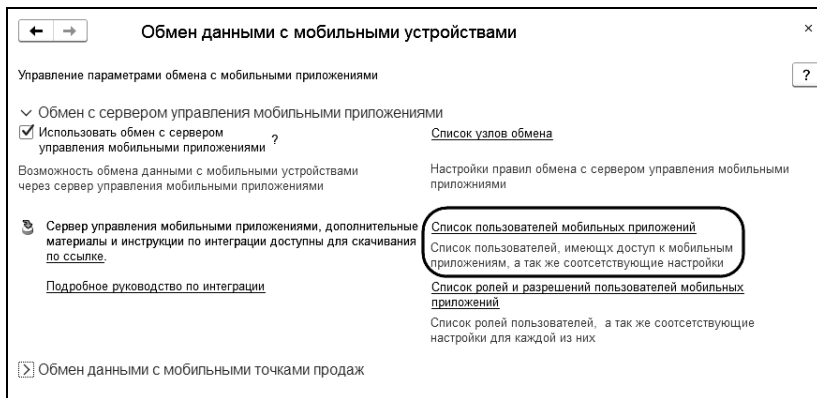 Обмен данными с мобильными устройствами
Управление параметрами обмена с мобильными приложениями
?
Обмен с сервером управления мобильными приложениями
Использовать обмен с сервером
управления мобильными приложениями ?
Список узлов обмена
Возможность обмена данными с мобильными устройствами
через сервер управления мобильными приложениями
Настройки правил обмена с сервером управления мобильными
приложниями
Сервер управления мобильными приложениями, дополнительные
материалы и инструкции по интеграции доступны для скачивания
по ссылке.
Подробное руководство по интеграции
Список пользователей мобильных приложений
Список пользователей, имеющх доступ к мобильным
приложениям, а так же соотсетствующие настройки
Список ролей и разрешений пользователей мобильных
приложений
Список ролей пользователей, а так же соотсетствующие
настройки для каждой из них
Обмен данными с мобильными точками продаж